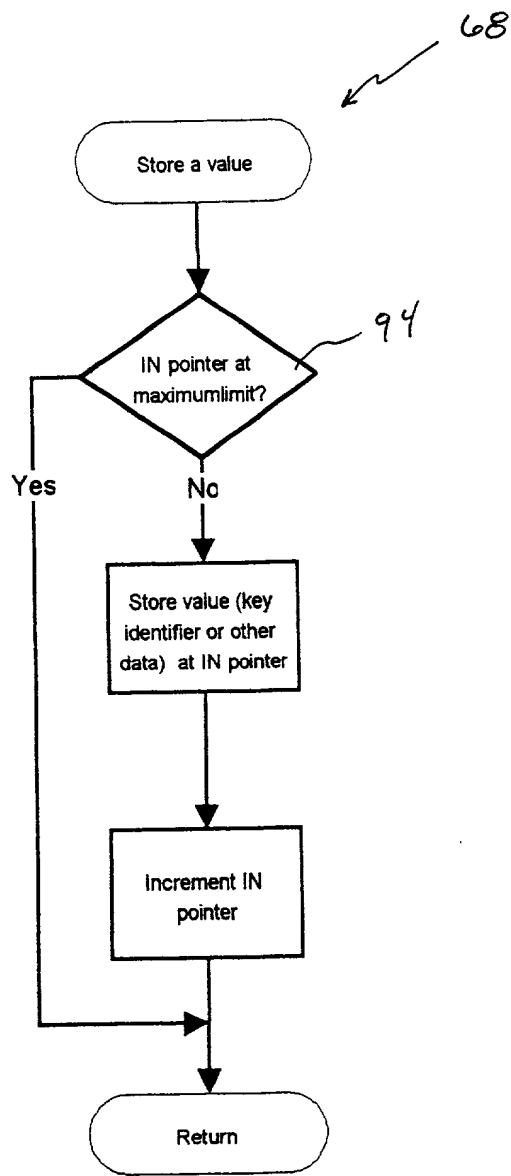 68
Store a value
94
IN pointer at
maximumlimit?
Yes
No
Store value (key
identifier or other
data) at IN pointer
Increment IN
pointer
Return